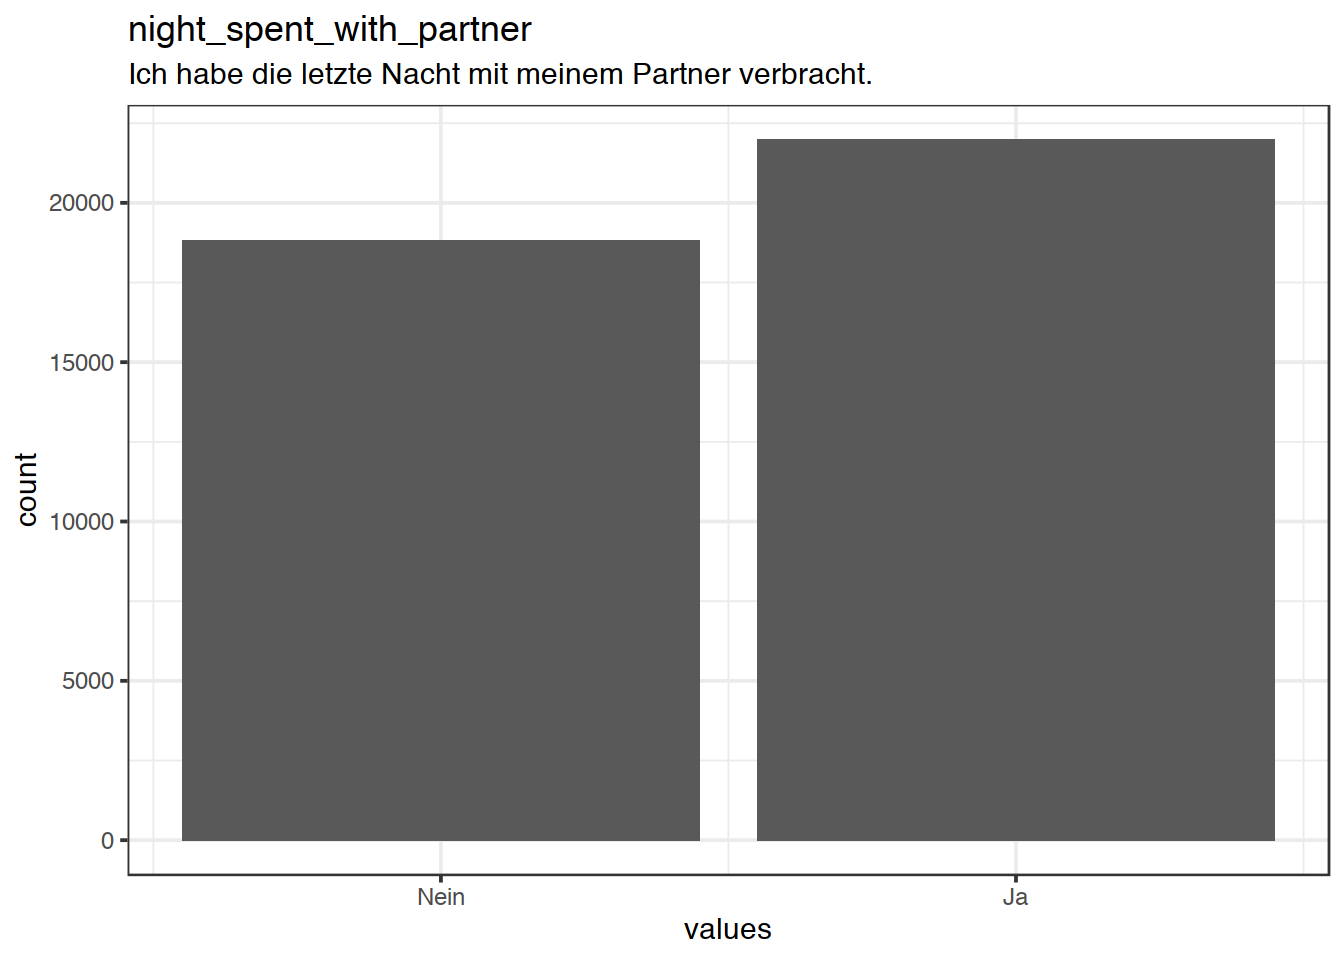 night_spent_with_partner
Ich habe die letzte Nacht mit meinem Partner verbracht.
count
20000
15000
10000
5000
0
Nein
Ja
values